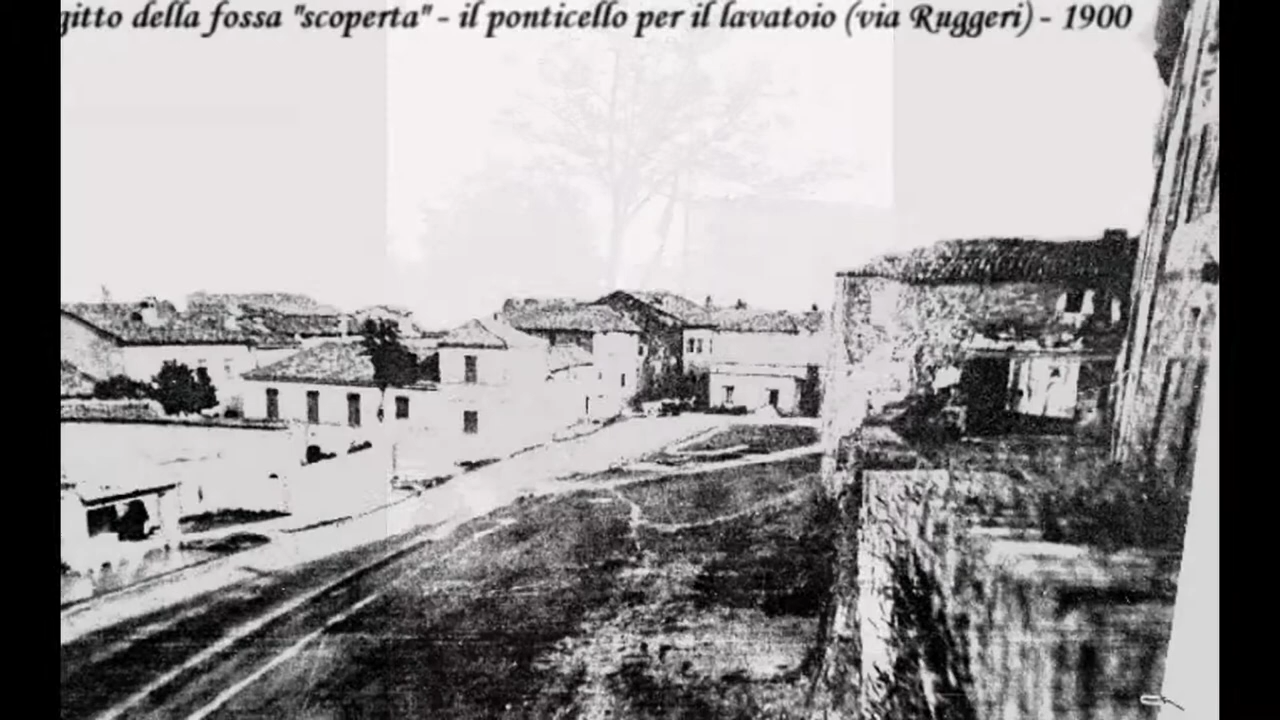 gitto della fossa "scoperta" - il ponticello per il lavatoio (via Ruggeri) - 1900